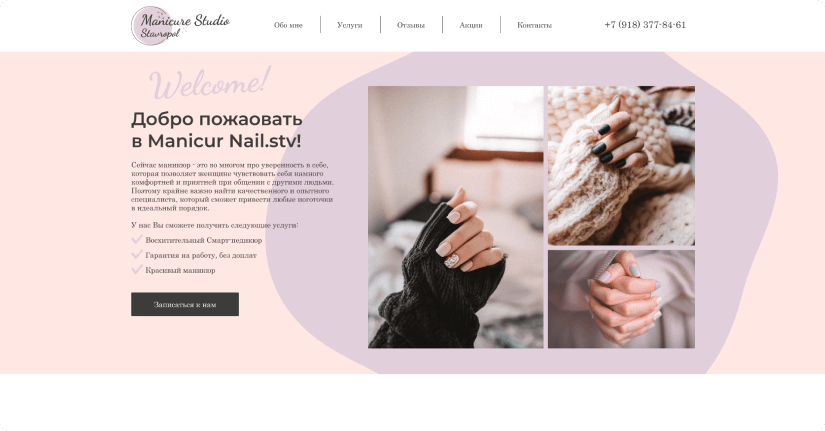 Manicure Studio
Stavropol
Обо мне
Услуги
Отзывы
Акции
Контакты
+7 (918) 377-84-61
Welcome!
Добро пожаовать
в Manicur Nail.stv!
Сейчас маникюр - это во многом про уверенность в себе,
которая позволяет женщине чувствовать себя намного
комфортней и приятней при общении с другими людьми.
Поэтому крайне важно найти качественного и опытного
специалиста, который сможет привести любые ноготочки
в идеальный порядок.
У нас Вы сможете получить следующие услуги:
Восхитительный Смарт-педикюр
Гарантия на работу, без доплат
Красивый маникюр
Записаться к нам